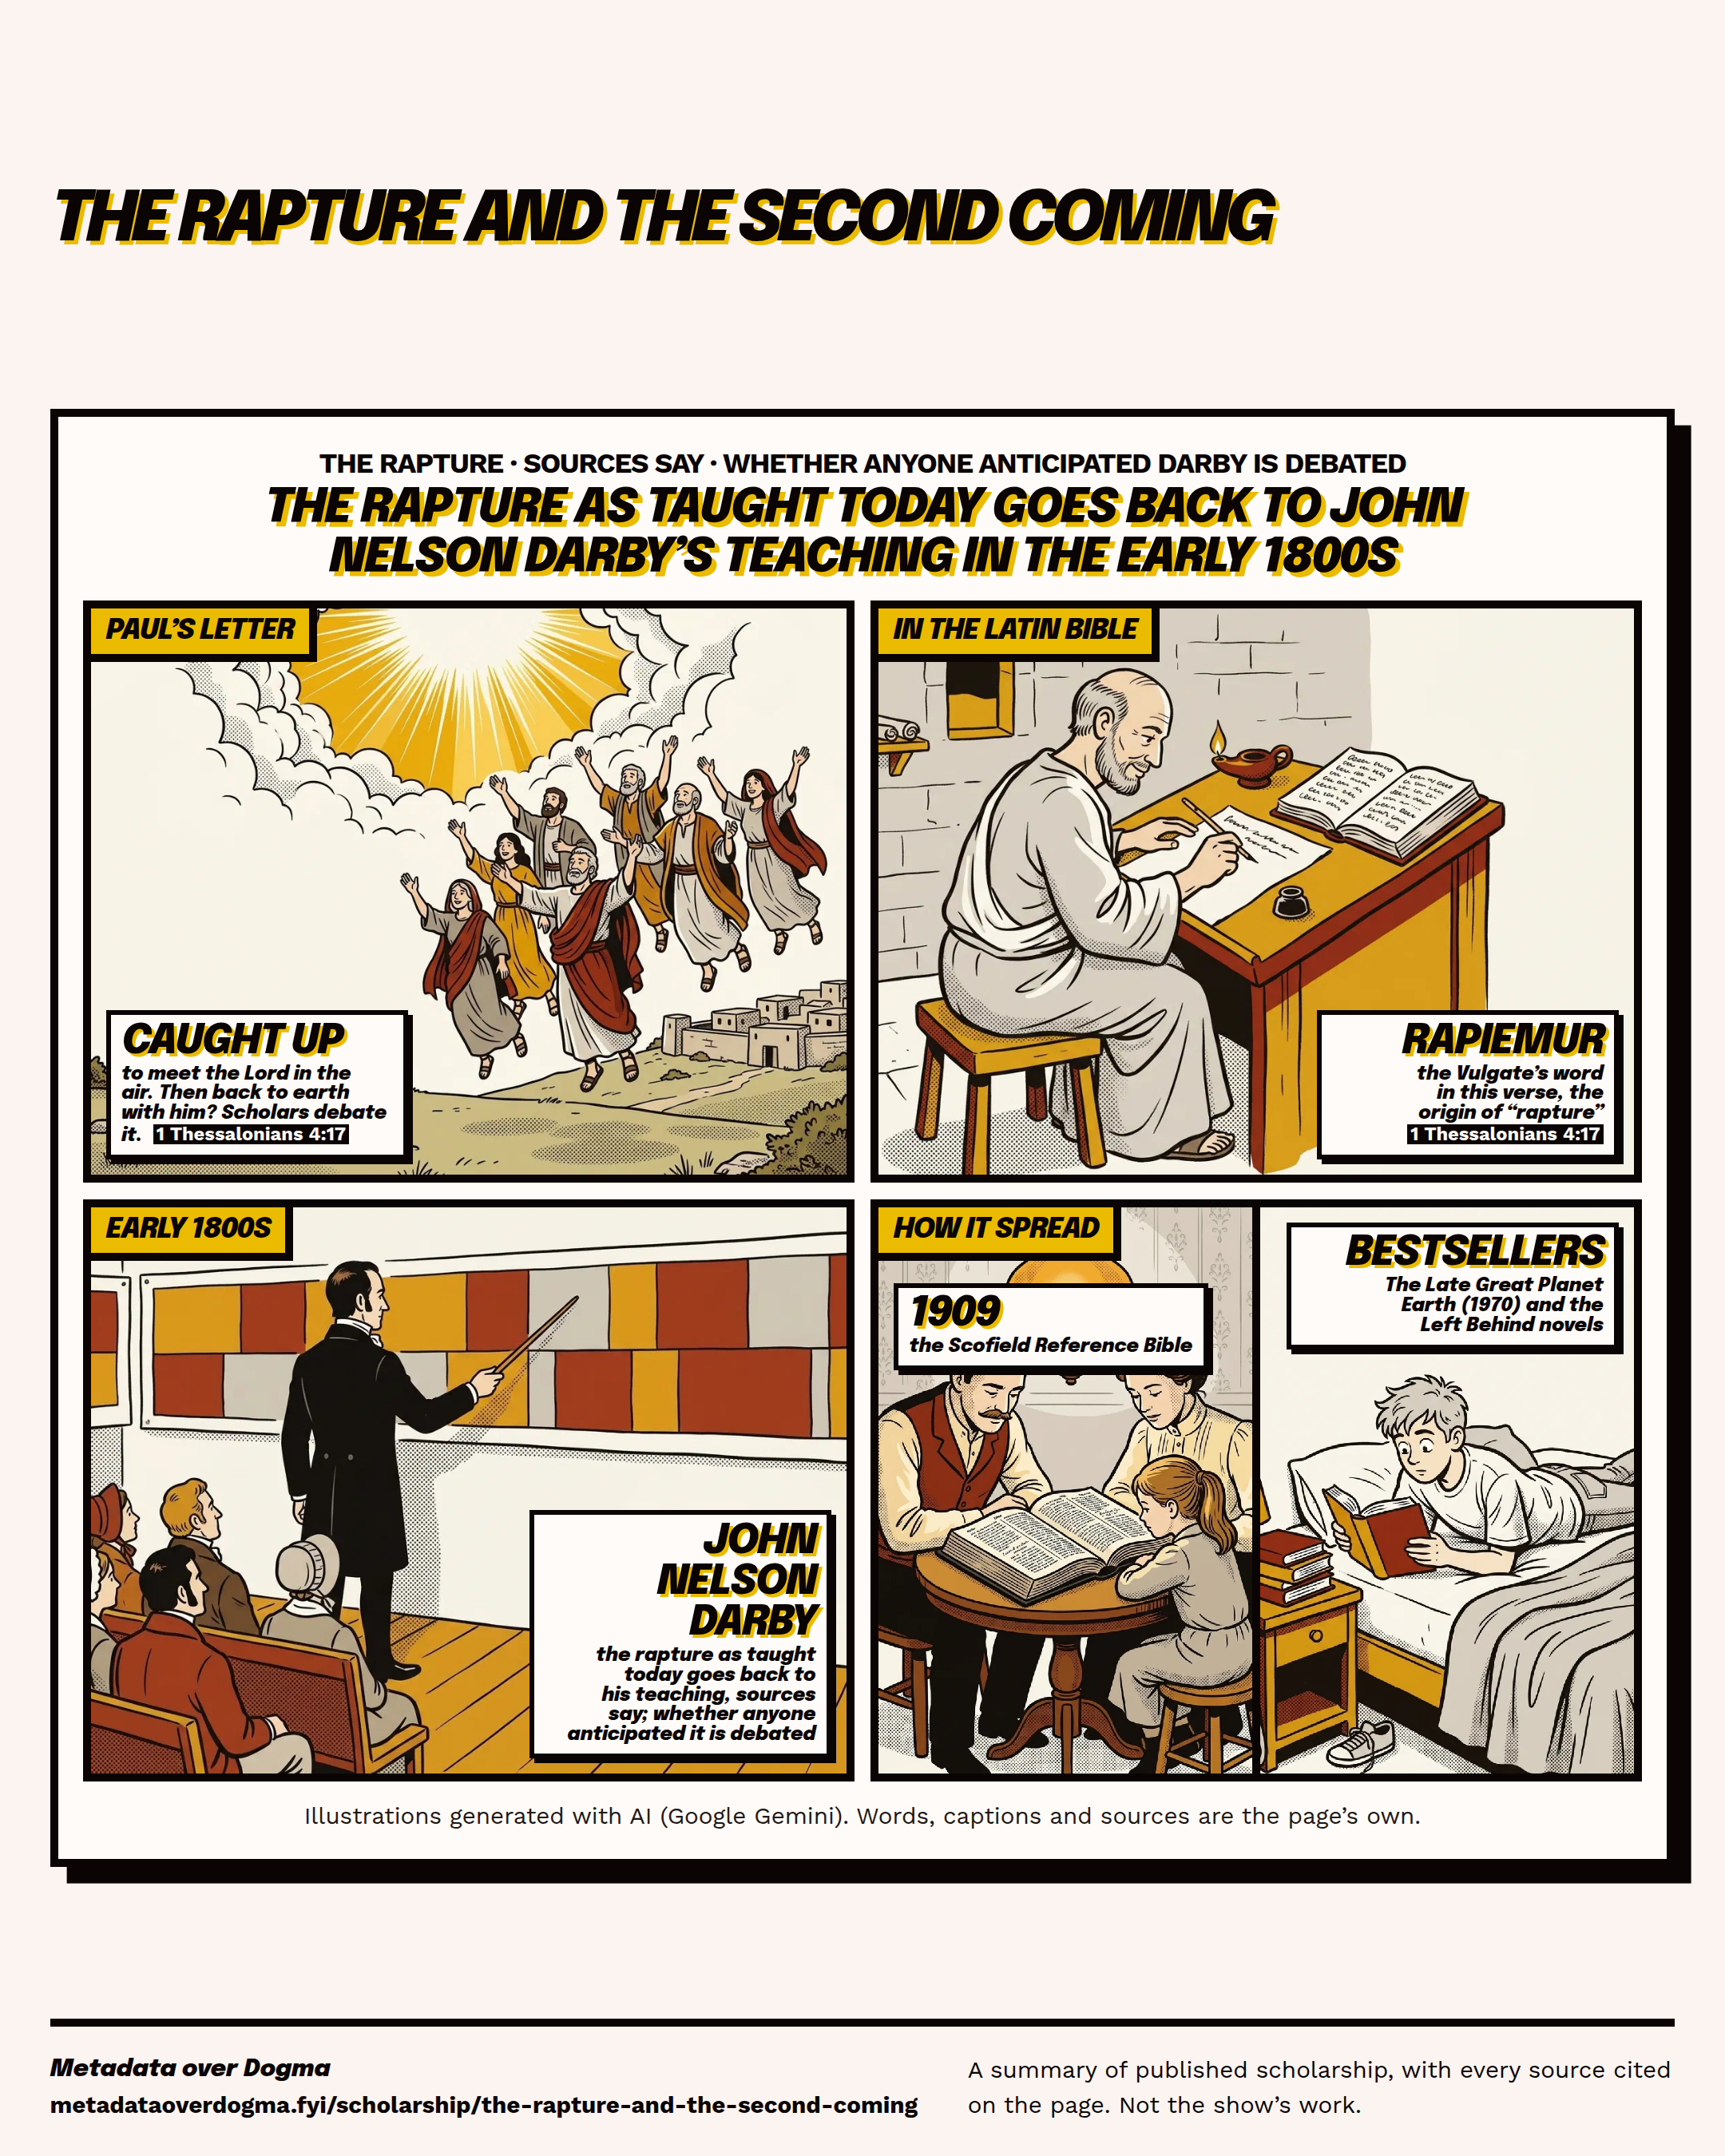 THE RAPTURE AND THE SECOND COMING
THE RAPTURE · SOURCES SAY · WHETHER ANYONE ANTICIPATED DARBY IS DEBATED
THE RAPTURE AS TAUGHT TODAY GOES BACK TO JOHN
NELSON DARBY’S TEACHING IN THE EARLY 1800S
PAUL’S LETTER
CAUGHT UP
to meet the Lord in the
air. Then back to earth
with him? Scholars debate
it. 1 Thessalonians 4:17
IN THE LATIN BIBLE
RAPIEMUR
the Vulgate’s word
in this verse, the
origin of “rapture”
1 Thessalonians 4:17
EARLY 1800S
JOHN
NELSON
DARBY
the rapture as taught
today goes back to
his teaching, sources
say; whether anyone
anticipated it is debated
HOW IT SPREAD
1909
the Scofield Reference Bible
BESTSELLERS
The Late Great Planet
Earth (1970) and the
Left Behind novels
Illustrations generated with AI (Google Gemini). Words, captions and sources are the page’s own.
Metadata over Dogma
metadataoverdogma.fyi/scholarship/the-rapture-and-the-second-coming
A summary of published scholarship, with every source cited
on the page. Not the show’s work.